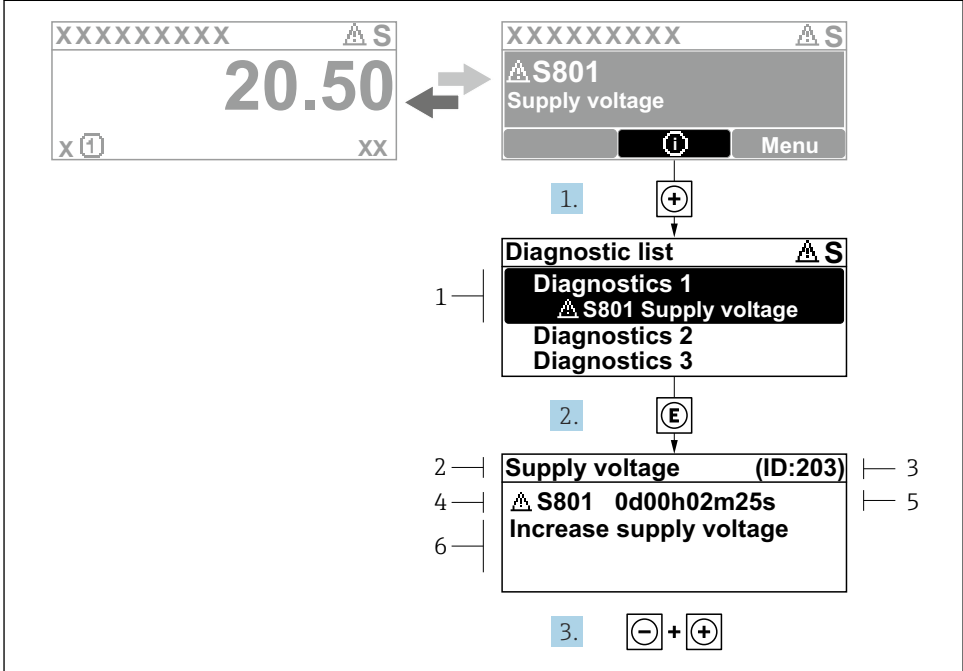 XXXXXXXXX ⚠ S
20.50
x ① xx
XXXXXXXXX ⚠ S
⚠ S801
Supply voltage
ⓘ Menu
1. +
Diagnostic list ⚠ S
1 Diagnostics 1
⚠ S801 Supply voltage
Diagnostics 2
Diagnostics 3
2. E
2 Supply voltage (ID:203) 3
4 ⚠ S801 0d00h02m25s 5
6 Increase supply voltage
3. − + +